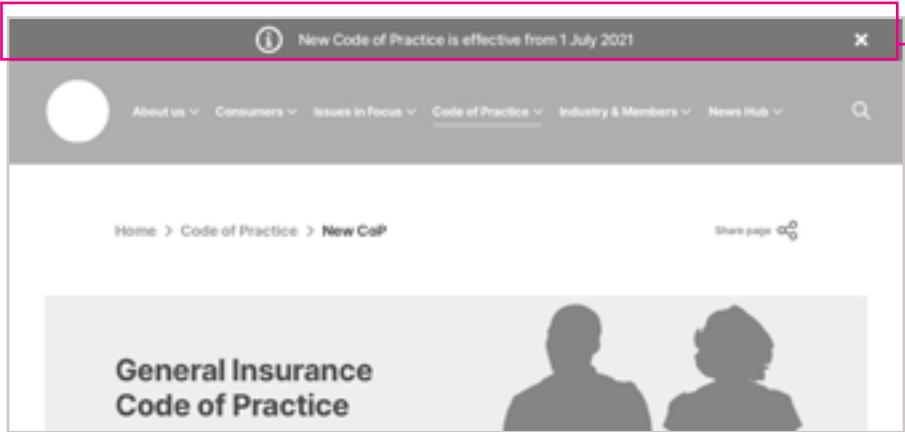 New Code of Practice is effective from 1 July 2021
About us Consumers Issues in Focus Code of Practice Industry & Members News Hub
Home > Code of Practice > New CoP
Share page
General Insurance
Code of Practice